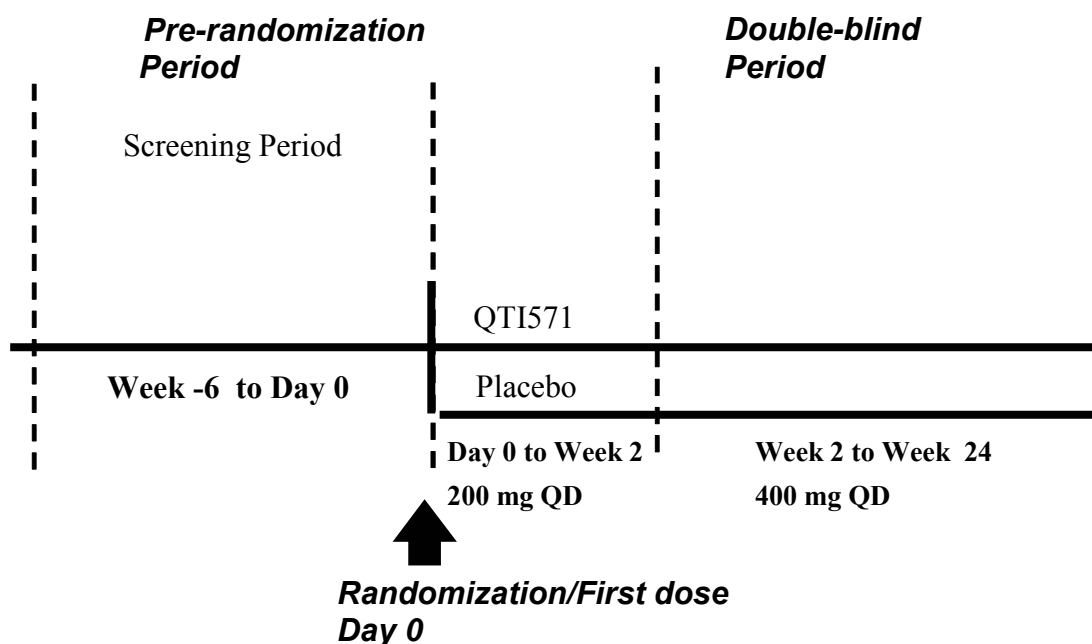 Pre-randomization
Period
Double-blind
Period
Screening Period
QTI571
Week -6 to Day 0
Placebo
Day 0 to Week 2
200 mg QD
Week 2 to Week 24
400 mg QD
Randomization/First dose
Day 0